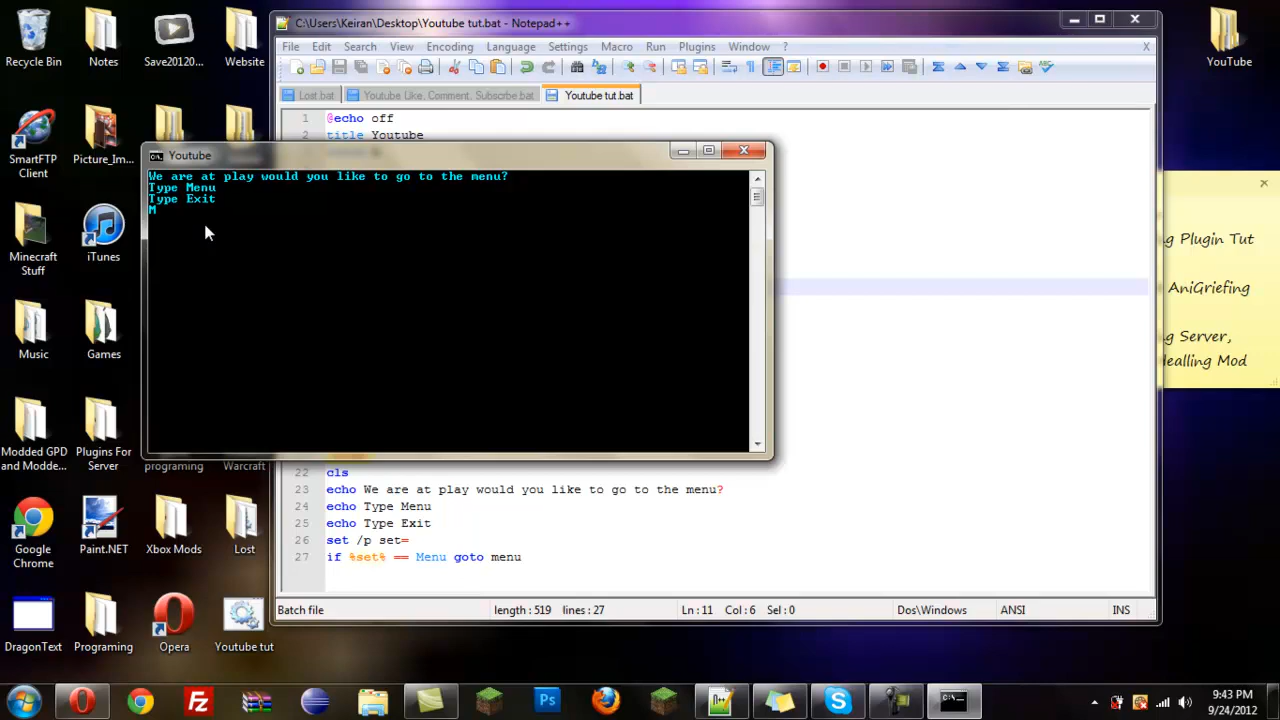 C:\Users\Keiran\Desktop\Youtube tut.bat - Notepad++
File Edit Search View Encoding Language Settings Macro Run Plugins Window ?
X
Lost.bat
Youtube Like, Comment, Subscribe.bat
Youtube tut.bat
1 @echo off
2 title Youtube
Youtube
We are at play would you like to go to the menu?
Type Menu
Type Exit
M
22 cls
23 echo We are at play would you like to go to the menu?
24 echo Type Menu
25 echo Type Exit
26 set /p set=
27 if %set% == Menu goto menu
Batch file
length : 519 lines : 27
Ln : 11 Col : 6 Sel : 0
Dos\Windows
ANSI
INS
Recycle Bin
Notes
Save20120...
Website
YouTube
SmartFTP Client
Picture_Im...
Minecraft Stuff
iTunes
Music
Games
Modded GPD and Modde...
Plugins For Server
programing
Warcraft
Google Chrome
Paint.NET
Xbox Mods
Lost
DragonText
Programing
Opera
Youtube tut
g Plugin Tut
AniGriefing
g Server,
Healling Mod
9:43 PM
9/24/2012